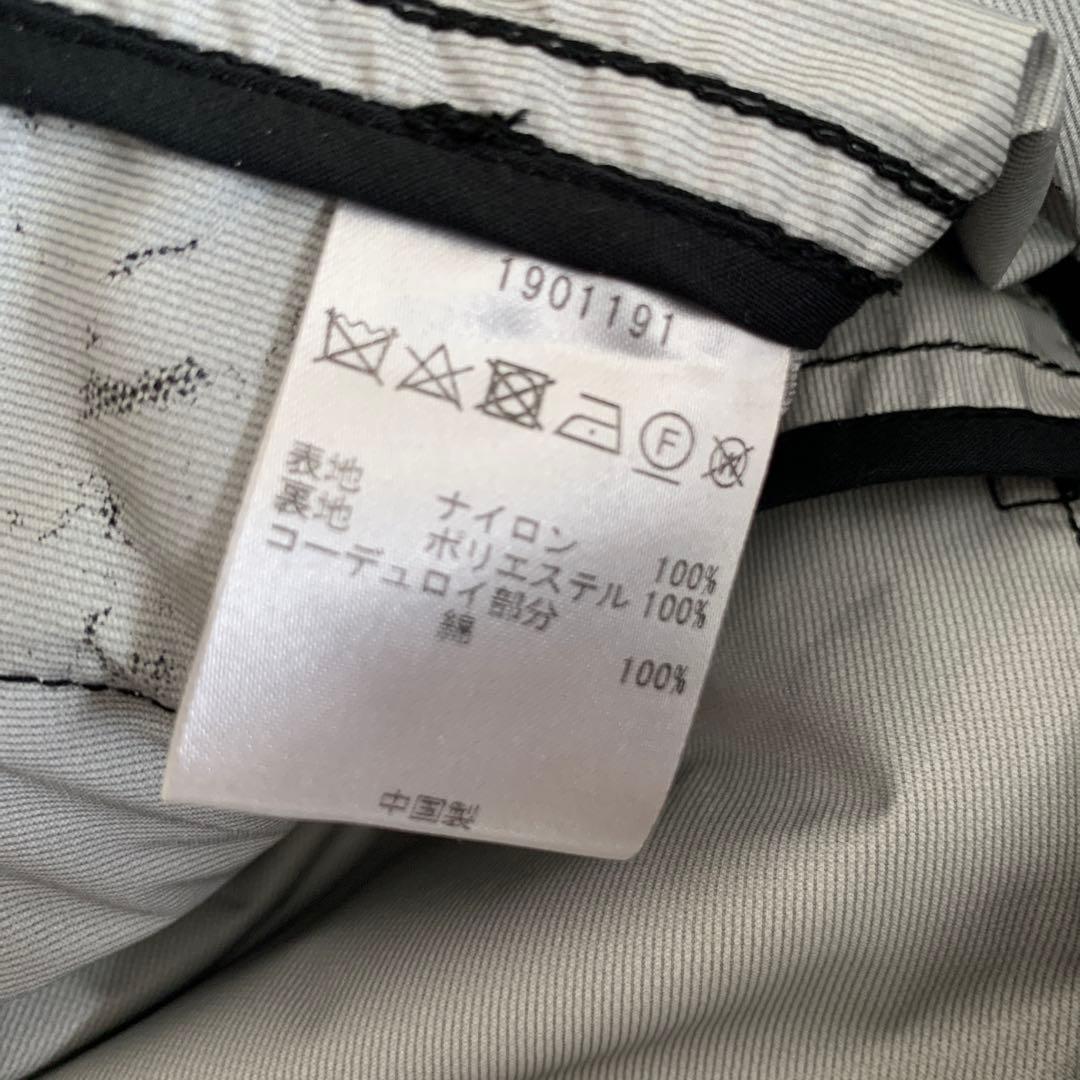 1901191
F
表地 ナイロン 100%
裏地 ポリエステル 100%
コーデュロイ部分
綿 100%
中国製